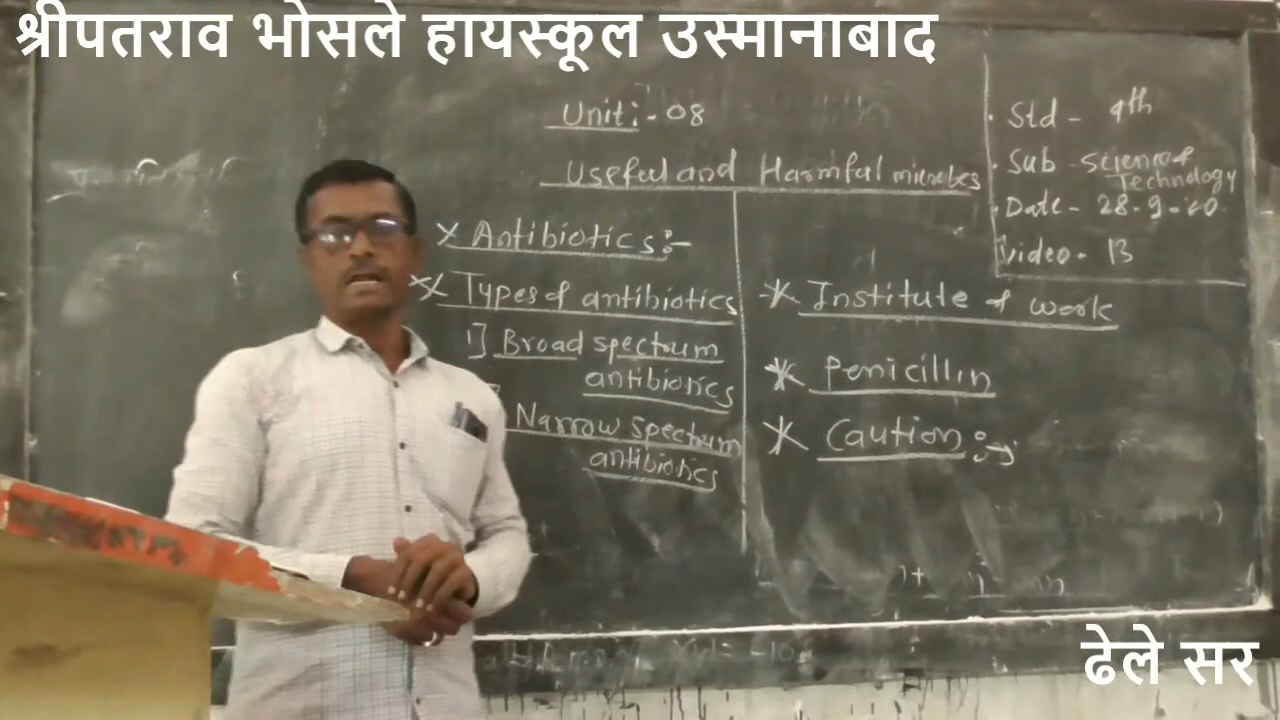 श्रीपतराव भोसले हायस्कूल उस्मानाबाद
Unit:- 08
Useful and Harmful microbes
Std - 9th
Sub - Science & Technology
Date - 28-9-20
Video - 13
Antibiotics:-
Types of antibiotics
1] Broad spectrum
antibiotics
Narrow spectrum
antibiotics
* Institute of work
* Penicillin
* Caution :→
ढेले सर